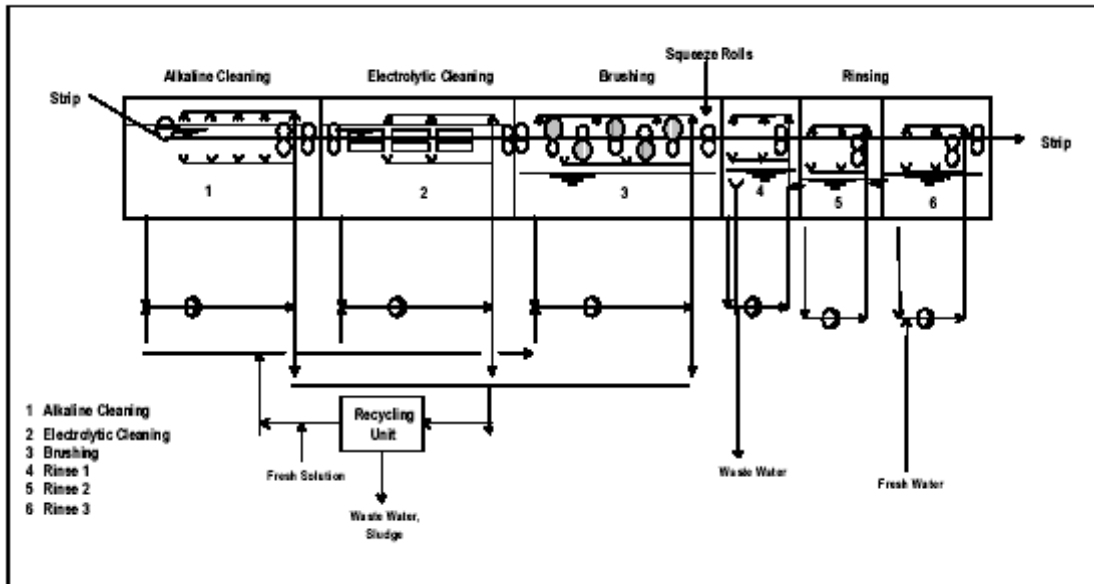 Squeeze Rolls
Alkaline Cleaning
Electrolytic Cleaning
Brushing
Rinsing
Strip
Strip
1
2
3
4
5
6
1 Alkaline Cleaning
2 Electrolytic Cleaning
3 Brushing
4 Rinse 1
5 Rinse 2
6 Rinse 3
Recycling
Unit
Fresh Solution
Waste Water,
Sludge
Waste Water
Fresh Water